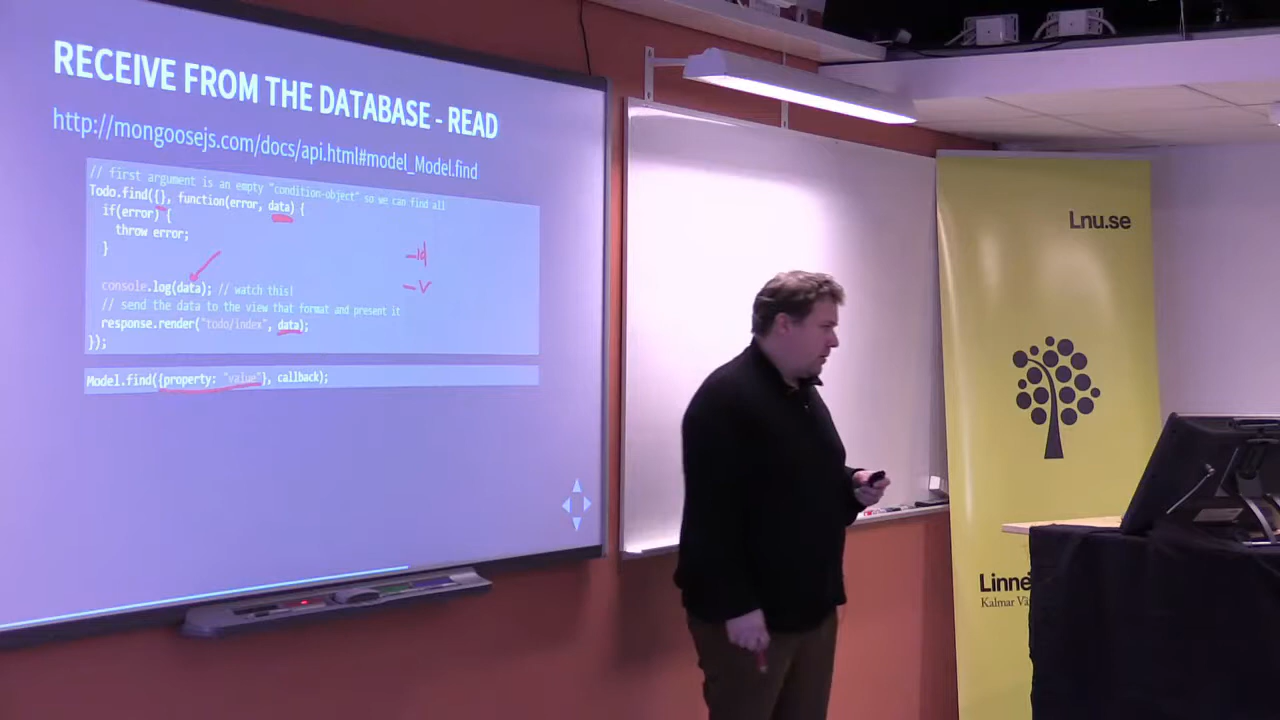 RECEIVE FROM THE DATABASE - READ
http://mongoosejs.com/docs/api.html#model_Model.find
// first argument is an empty "condition-object" so we can find all
Todo.find({}, function(error, data) {
if(error) {
throw error;
}
console.log(data); // watch this!
// send the data to the view that format and present it
response.render("todo/index", data);
});
_id
_v
Model.find({property: "value"}, callback);
Lnu.se
Linne
Kalmar Vä